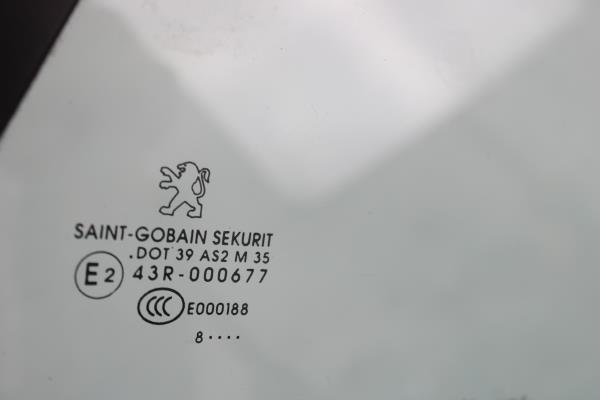 SAINT-GOBAIN SEKURIT
.DOT 39 AS2 M 35
E2 43R-000677
CCC E000188
8····